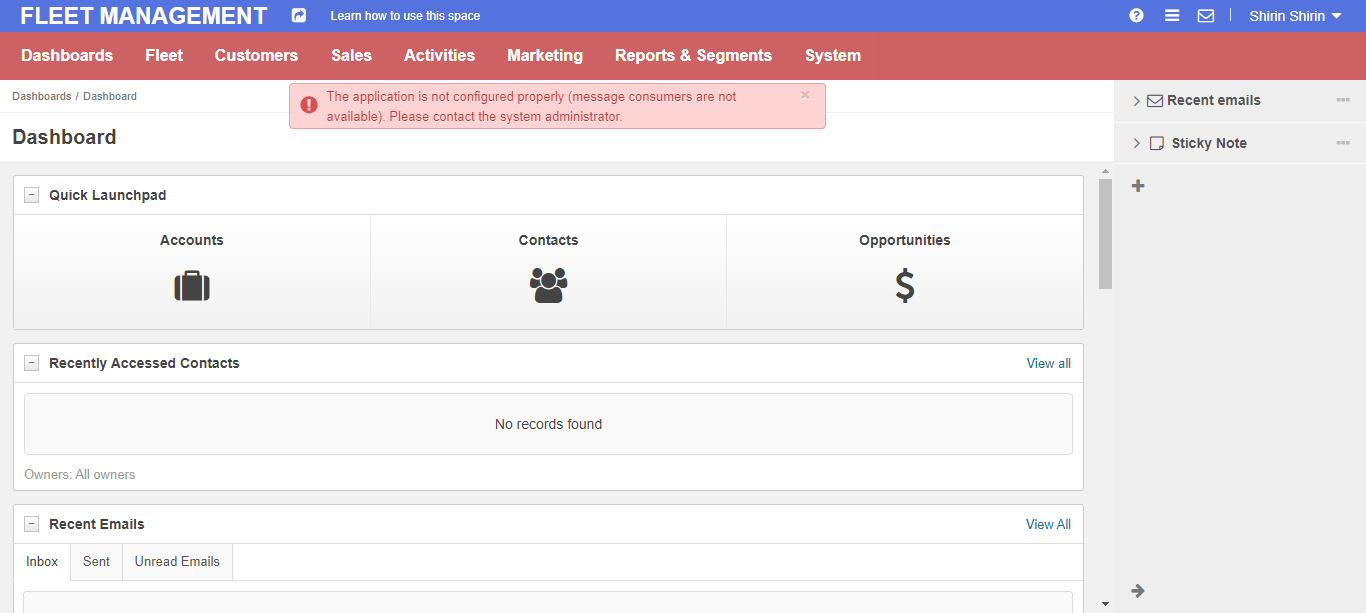 FLEET MANAGEMENT
Learn how to use this space
Shirin Shirin
Dashboards Fleet Customers Sales Activities Marketing Reports & Segments System
Dashboards / Dashboard
The application is not configured properly (message consumers are not
available). Please contact the system administrator.
×
Dashboard
Recent emails
Sticky Note
Quick Launchpad
Accounts
Contacts
Opportunities
$
Recently Accessed Contacts
View all
No records found
Owners: All owners
Recent Emails
View All
Inbox Sent Unread Emails